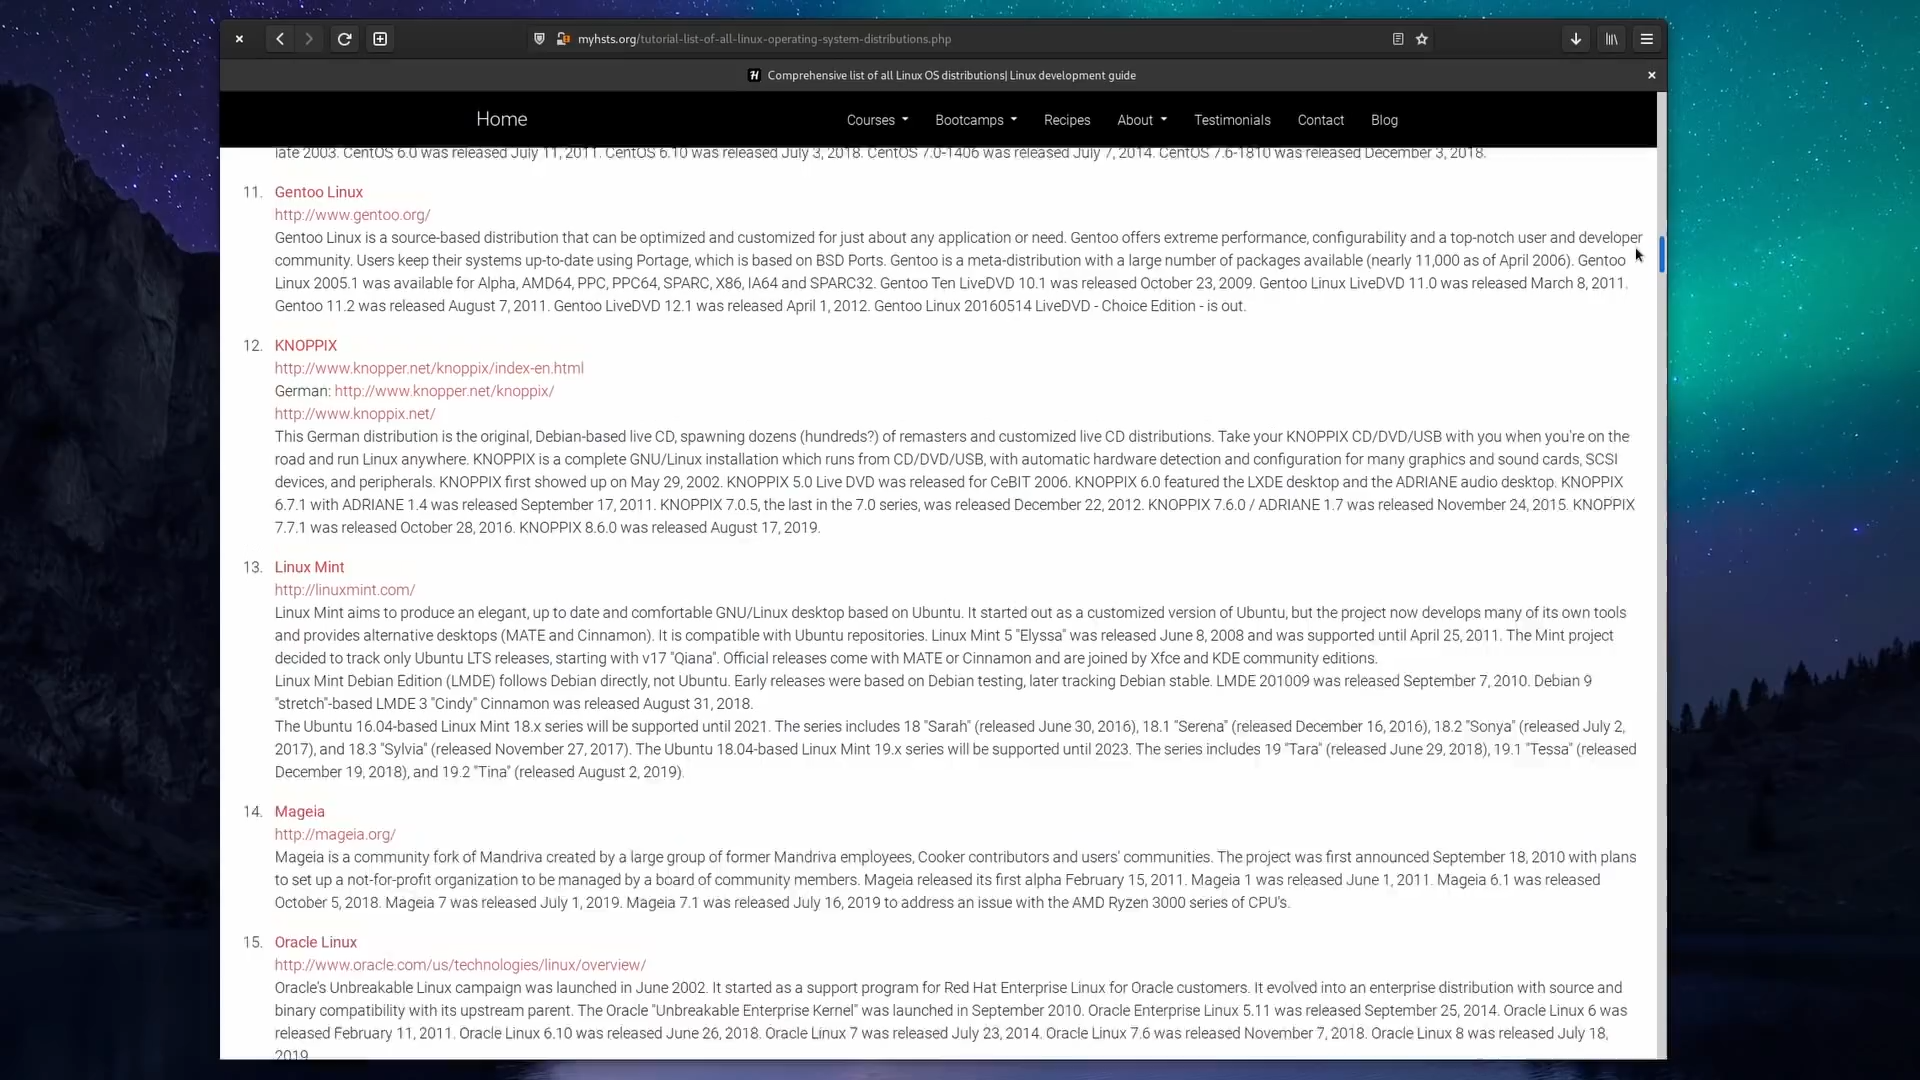 myhsts.org/tutorial-list-of-all-linux-operating-system-distributions.php
Comprehensive list of all Linux OS distributions| Linux development guide
Home
Courses
Bootcamps
Recipes
About
Testimonials
Contact
Blog
late 2003. CentOS 6.0 was released July 11, 2011. CentOS 6.10 was released July 3, 2018. CentOS 7.0-1406 was released July 7, 2014. CentOS 7.6-1810 was released December 3, 2018.
11. Gentoo Linux
http://www.gentoo.org/
Gentoo Linux is a source-based distribution that can be optimized and customized for just about any application or need. Gentoo offers extreme performance, configurability and a top-notch user and developer
community. Users keep their systems up-to-date using Portage, which is based on BSD Ports. Gentoo is a meta-distribution with a large number of packages available (nearly 11,000 as of April 2006). Gentoo
Linux 2005.1 was available for Alpha, AMD64, PPC, PPC64, SPARC, X86, IA64 and SPARC32. Gentoo Ten LiveDVD 10.1 was released October 23, 2009. Gentoo Linux LiveDVD 11.0 was released March 8, 2011.
Gentoo 11.2 was released August 7, 2011. Gentoo LiveDVD 12.1 was released April 1, 2012. Gentoo Linux 20160514 LiveDVD - Choice Edition - is out.
12. KNOPPIX
http://www.knopper.net/knoppix/index-en.html
German: http://www.knopper.net/knoppix/
http://www.knoppix.net/
This German distribution is the original, Debian-based live CD, spawning dozens (hundreds?) of remasters and customized live CD distributions. Take your KNOPPIX CD/DVD/USB with you when you're on the
road and run Linux anywhere. KNOPPIX is a complete GNU/Linux installation which runs from CD/DVD/USB, with automatic hardware detection and configuration for many graphics and sound cards, SCSI
devices, and peripherals. KNOPPIX first showed up on May 29, 2002. KNOPPIX 5.0 Live DVD was released for CeBIT 2006. KNOPPIX 6.0 featured the LXDE desktop and the ADRIANE audio desktop. KNOPPIX
6.7.1 with ADRIANE 1.4 was released September 17, 2011. KNOPPIX 7.0.5, the last in the 7.0 series, was released December 22, 2012. KNOPPIX 7.6.0 / ADRIANE 1.7 was released November 24, 2015. KNOPPIX
7.7.1 was released October 28, 2016. KNOPPIX 8.6.0 was released August 17, 2019.
13. Linux Mint
http://linuxmint.com/
Linux Mint aims to produce an elegant, up to date and comfortable GNU/Linux desktop based on Ubuntu. It started out as a customized version of Ubuntu, but the project now develops many of its own tools
and provides alternative desktops (MATE and Cinnamon). It is compatible with Ubuntu repositories. Linux Mint 5 "Elyssa" was released June 8, 2008 and was supported until April 25, 2011. The Mint project
decided to track only Ubuntu LTS releases, starting with v17 "Qiana". Official releases come with MATE or Cinnamon and are joined by Xfce and KDE community editions.
Linux Mint Debian Edition (LMDE) follows Debian directly, not Ubuntu. Early releases were based on Debian testing, later tracking Debian stable. LMDE 201009 was released September 7, 2010. Debian 9
"stretch"-based LMDE 3 "Cindy" Cinnamon was released August 31, 2018.
The Ubuntu 16.04-based Linux Mint 18.x series will be supported until 2021. The series includes 18 "Sarah" (released June 30, 2016), 18.1 "Serena" (released December 16, 2016), 18.2 "Sonya" (released July 2,
2017), and 18.3 "Sylvia" (released November 27, 2017). The Ubuntu 18.04-based Linux Mint 19.x series will be supported until 2023. The series includes 19 "Tara" (released June 29, 2018), 19.1 "Tessa" (released
December 19, 2018), and 19.2 "Tina" (released August 2, 2019).
14. Mageia
http://mageia.org/
Mageia is a community fork of Mandriva created by a large group of former Mandriva employees, Cooker contributors and users' communities. The project was first announced September 18, 2010 with plans
to set up a not-for-profit organization to be managed by a board of community members. Mageia released its first alpha February 15, 2011. Mageia 1 was released June 1, 2011. Mageia 6.1 was released
October 5, 2018. Mageia 7 was released July 1, 2019. Mageia 7.1 was released July 16, 2019 to address an issue with the AMD Ryzen 3000 series of CPU's.
15. Oracle Linux
http://www.oracle.com/us/technologies/linux/overview/
Oracle's Unbreakable Linux campaign was launched in June 2002. It started as a support program for Red Hat Enterprise Linux for Oracle customers. It evolved into an enterprise distribution with source and
binary compatibility with its upstream parent. The Oracle "Unbreakable Enterprise Kernel" was launched in September 2010. Oracle Enterprise Linux 5.11 was released September 25, 2014. Oracle Linux 6 was
released February 11, 2011. Oracle Linux 6.10 was released June 26, 2018. Oracle Linux 7 was released July 23, 2014. Oracle Linux 7.6 was released November 7, 2018. Oracle Linux 8 was released July 18,
2019